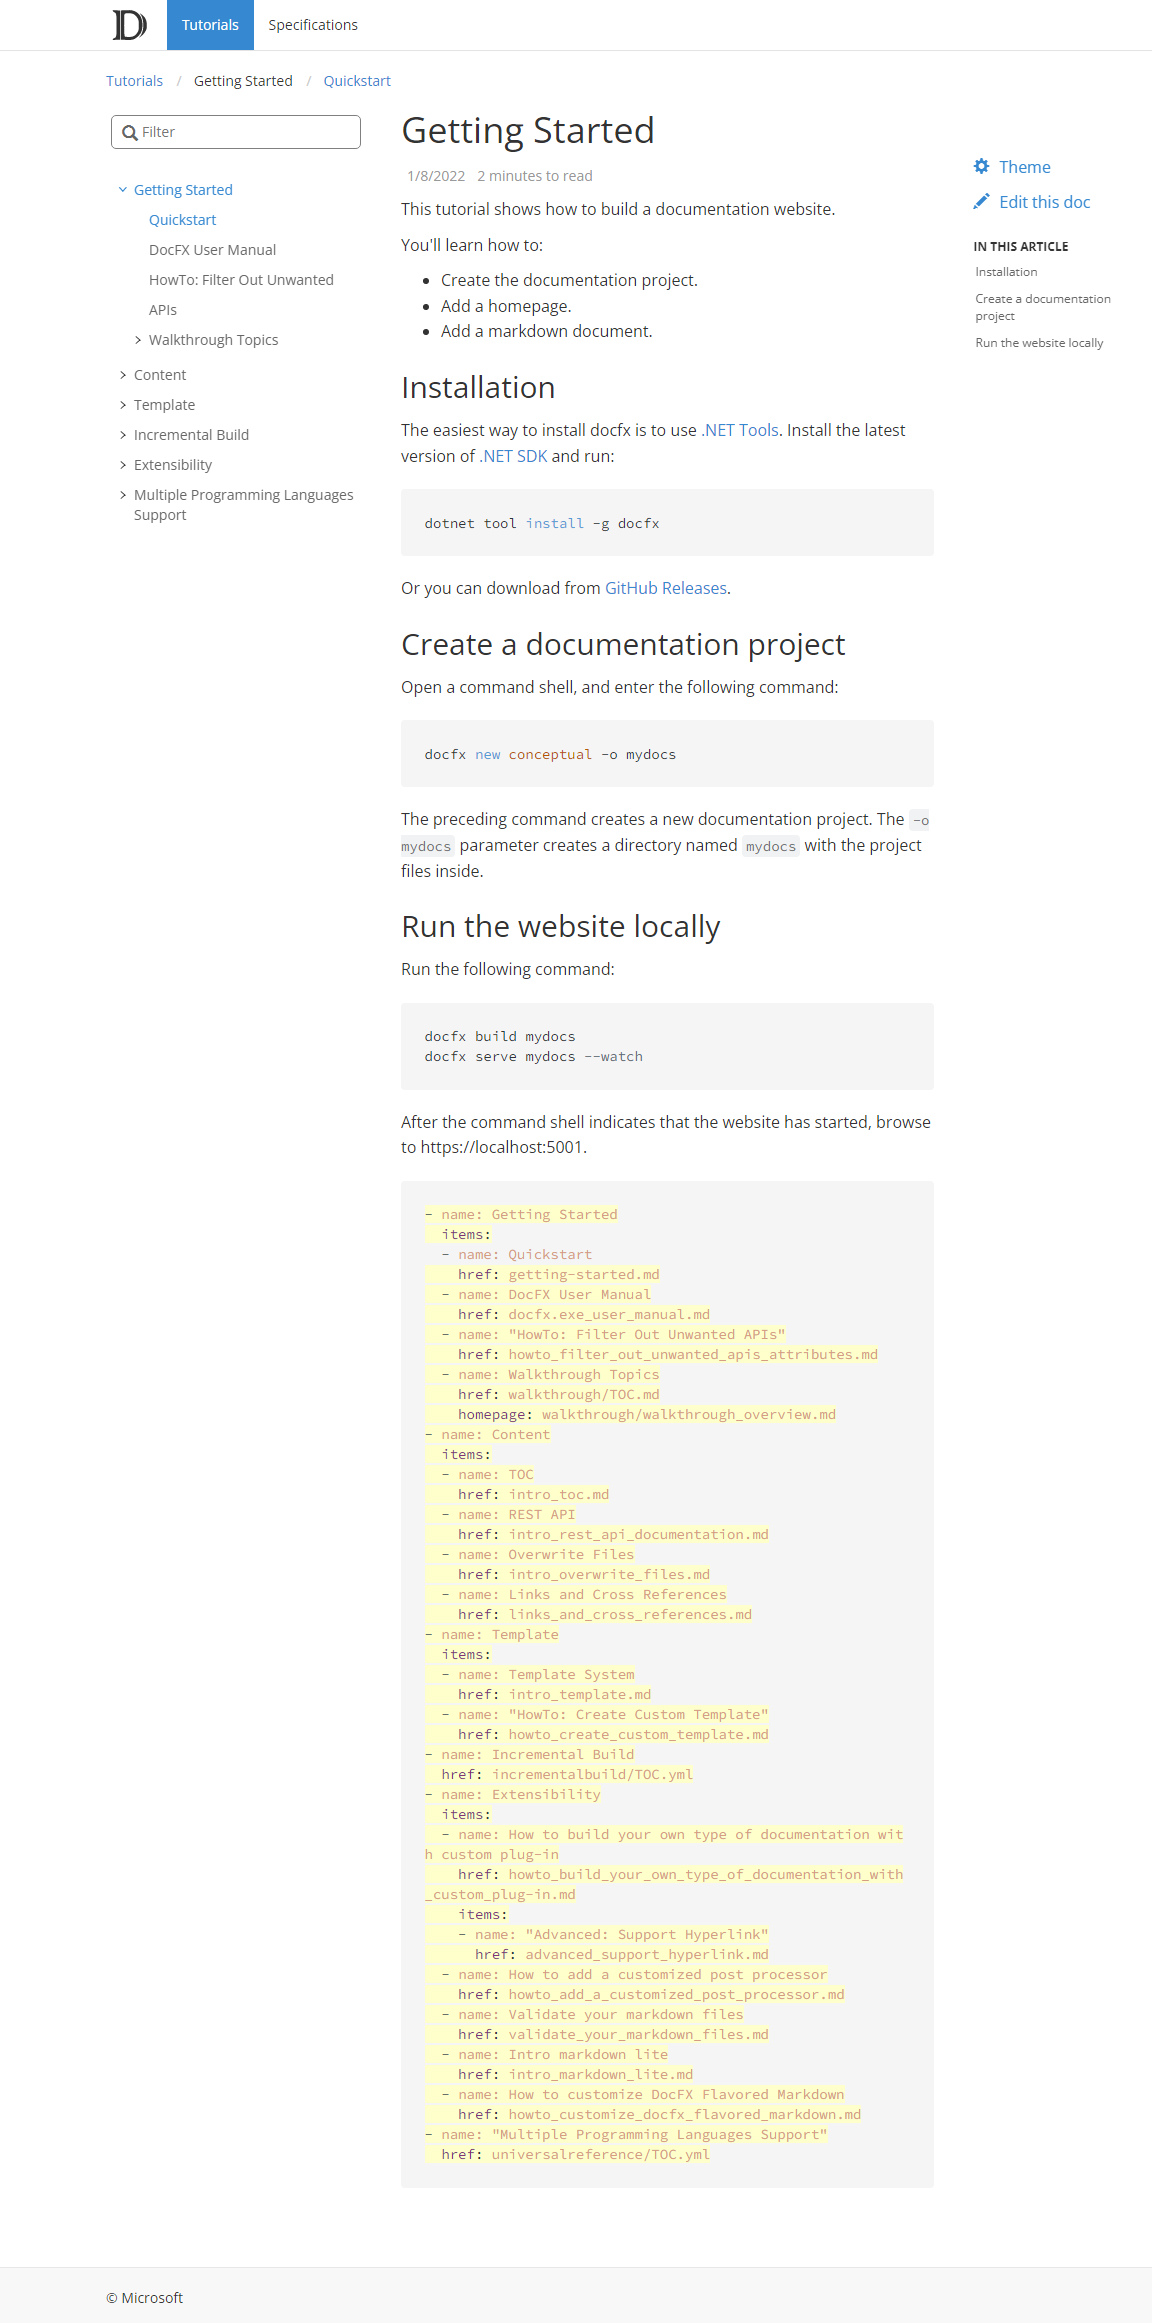 D
Tutorials
Specifications
Tutorials / Getting Started / Quickstart
Filter
Getting Started
Quickstart
DocFX User Manual
HowTo: Filter Out Unwanted
APIs
Walkthrough Topics
Content
Template
Incremental Build
Extensibility
Multiple Programming Languages
Support
Getting Started
1/8/2022 2 minutes to read
This tutorial shows how to build a documentation website.
You'll learn how to:
• Create the documentation project.
• Add a homepage.
• Add a markdown document.
Installation
The easiest way to install docfx is to use .NET Tools. Install the latest
version of .NET SDK and run:
dotnet tool install -g docfx
Or you can download from GitHub Releases.
Create a documentation project
Open a command shell, and enter the following command:
docfx new conceptual -o mydocs
The preceding command creates a new documentation project. The -o
mydocs parameter creates a directory named mydocs with the project
files inside.
Run the website locally
Run the following command:
docfx build mydocs
docfx serve mydocs --watch
After the command shell indicates that the website has started, browse
to https://localhost:5001.
- name: Getting Started
  items:
  - name: Quickstart
    href: getting-started.md
  - name: DocFX User Manual
    href: docfx.exe_user_manual.md
  - name: "HowTo: Filter Out Unwanted APIs"
    href: howto_filter_out_unwanted_apis_attributes.md
  - name: Walkthrough Topics
    href: walkthrough/TOC.md
    homepage: walkthrough/walkthrough_overview.md
- name: Content
  items:
  - name: TOC
    href: intro_toc.md
  - name: REST API
    href: intro_rest_api_documentation.md
  - name: Overwrite Files
    href: intro_overwrite_files.md
  - name: Links and Cross References
    href: links_and_cross_references.md
- name: Template
  items:
  - name: Template System
    href: intro_template.md
  - name: "HowTo: Create Custom Template"
    href: howto_create_custom_template.md
- name: Incremental Build
  href: incrementalbuild/TOC.yml
- name: Extensibility
  items:
  - name: How to build your own type of documentation wit
h custom plug-in
    href: howto_build_your_own_type_of_documentation_with
_custom_plug-in.md
    items:
    - name: "Advanced: Support Hyperlink"
      href: advanced_support_hyperlink.md
  - name: How to add a customized post processor
    href: howto_add_a_customized_post_processor.md
  - name: Validate your markdown files
    href: validate_your_markdown_files.md
  - name: Intro markdown lite
    href: intro_markdown_lite.md
  - name: How to customize DocFX Flavored Markdown
    href: howto_customize_docfx_flavored_markdown.md
- name: "Multiple Programming Languages Support"
  href: universalreference/TOC.yml
Theme
Edit this doc
IN THIS ARTICLE
Installation
Create a documentation
project
Run the website locally
© Microsoft